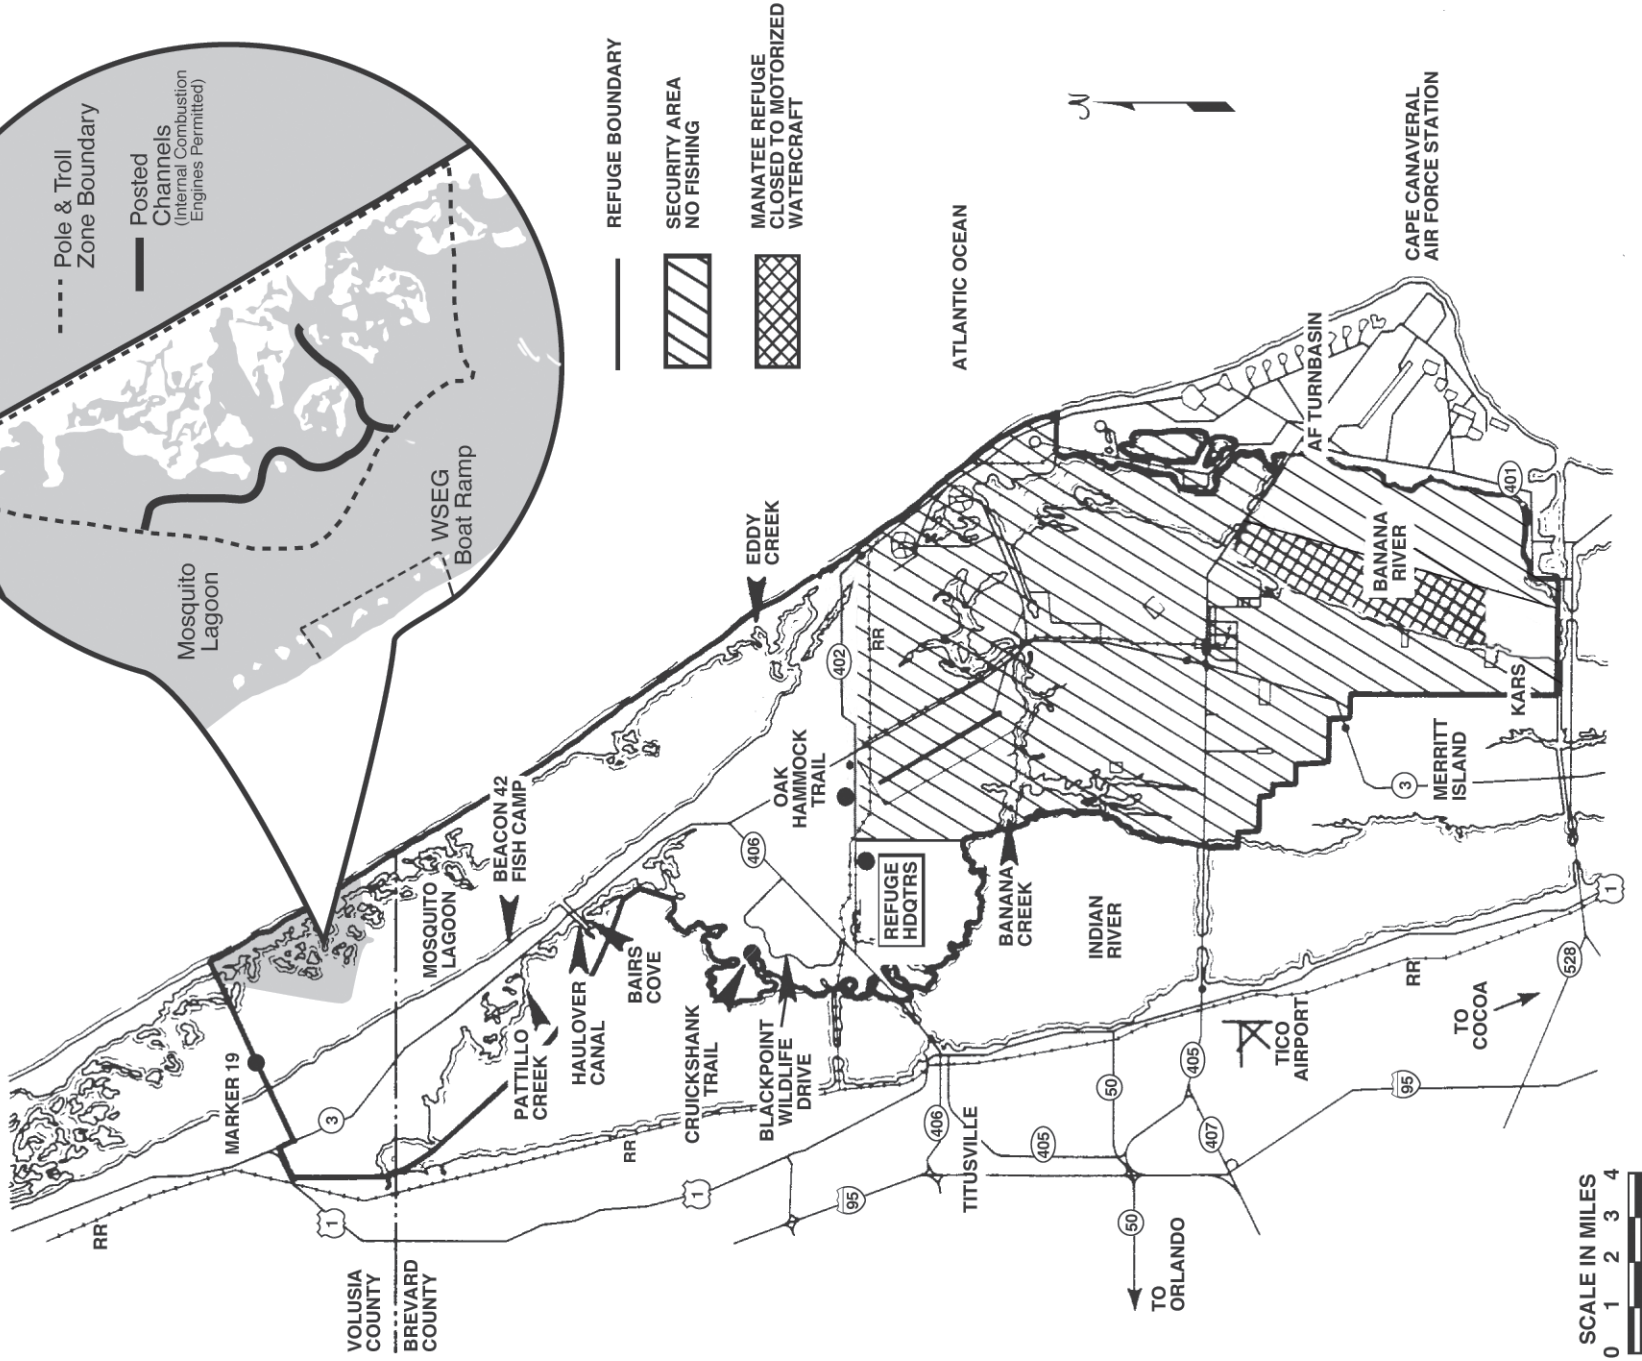 Pole & Troll
Zone Boundary
Posted
Channels
(Internal Combustion
Engines Permitted)
Mosquito
Lagoon
WSEG
Boat Ramp
REFUGE BOUNDARY
SECURITY AREA
NO FISHING
MANATEE REFUGE
CLOSED TO MOTORIZED
WATERCRAFT
ATLANTIC OCEAN
CAPE CANAVERAL
AIR FORCE STATION
N
RR
VOLUSIA
COUNTY
BREVARD
COUNTY
1
MARKER 19
3
MOSQUITO
LAGOON
BEACON 42
FISH CAMP
PATTILLO
CREEK
HAULOVER
CANAL
BAIRS
COVE
RR
1
CRUICKSHANK
TRAIL
BLACKPOINT
WILDLIFE
DRIVE
406
OAK
HAMMOCK
TRAIL
EDDY
CREEK
402
RR
REFUGE
HDQTRS
BANANA
CREEK
INDIAN
RIVER
95
406
TITUSVILLE
405
50
50
TO
ORLANDO
405
407
TICO
AIRPORT
95
RR
TO
COCOA
528
1
3
MERRITT
ISLAND
KARS
BANANA
RIVER
AF TURNBASIN
401
SCALE IN MILES
0 1 2 3 4